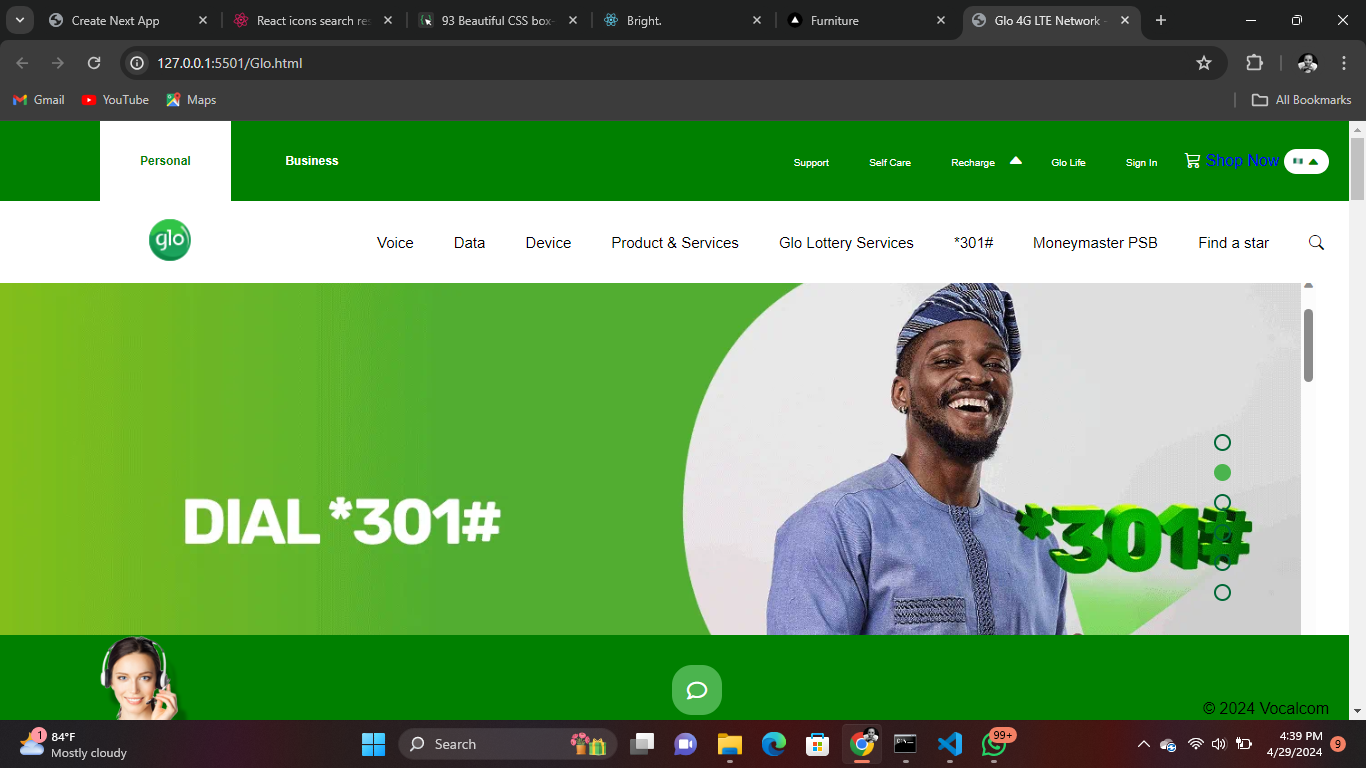 Create Next App
React icons search res
93 Beautiful CSS box-
Bright.
Furniture
Glo 4G LTE Network -
127.0.0.1:5501/Glo.html
Gmail
YouTube
Maps
All Bookmarks
Personal
Business
Support
Self Care
Recharge
Glo Life
Sign In
Shop Now
glo
Voice
Data
Device
Product & Services
Glo Lottery Services
*301#
Moneymaster PSB
Find a star
DIAL *301#
*301#
© 2024 Vocalcom
1
84°F
Mostly cloudy
Search
99+
4:39 PM
4/29/2024
9